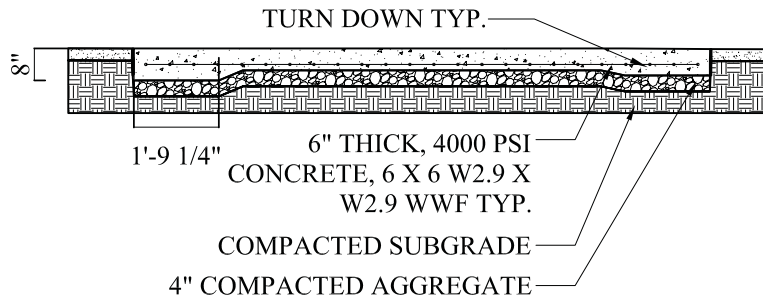 TURN DOWN TYP.
8"
1'-9 1/4"
6" THICK, 4000 PSI
CONCRETE, 6 X 6 W2.9 X
W2.9 WWF TYP.
COMPACTED SUBGRADE
4" COMPACTED AGGREGATE